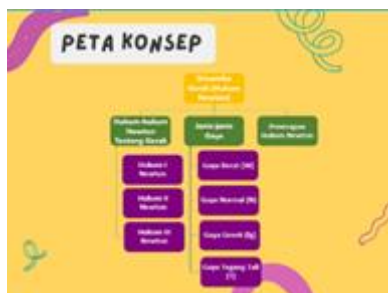 PETA KONSEP
Dinamika
Gerak (Hukum
Newton)
Hukum-Hukum
Newton
Tentang Gerak
Jenis-Jenis
Gaya
Penerapan
Hukum Newton
Hukum I
Newton
Hukum II
Newton
Hukum III
Newton
Gaya Berat (W)
Gaya Normal (N)
Gaya Gesek (fg)
Gaya Tegang Tali
(T)